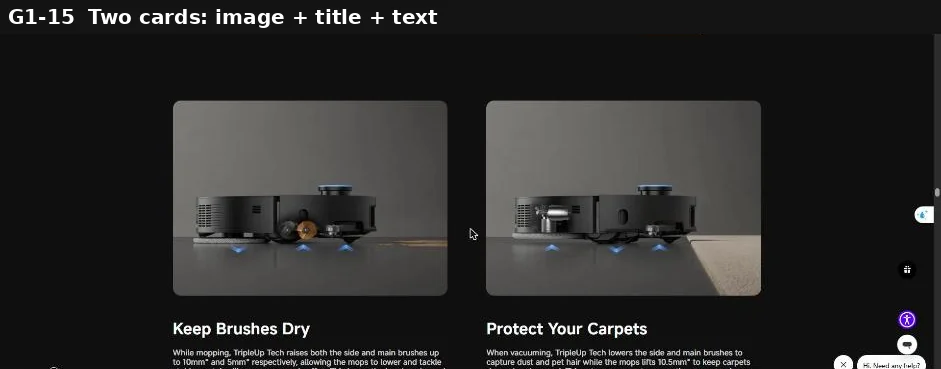 G1-15 Two cards: image + title + text
Keep Brushes Dry
Protect Your Carpets
While mopping, TripleUp Tech raises both the side and main brushes up
to 10mm* and 5mm* respectively, allowing the mops to lower and tackle
When vacuuming, TripleUp Tech lowers the side and main brushes to
capture dust and pet hair while the mops lifts 10.5mm* to keep carpets
Hi, Need any help?